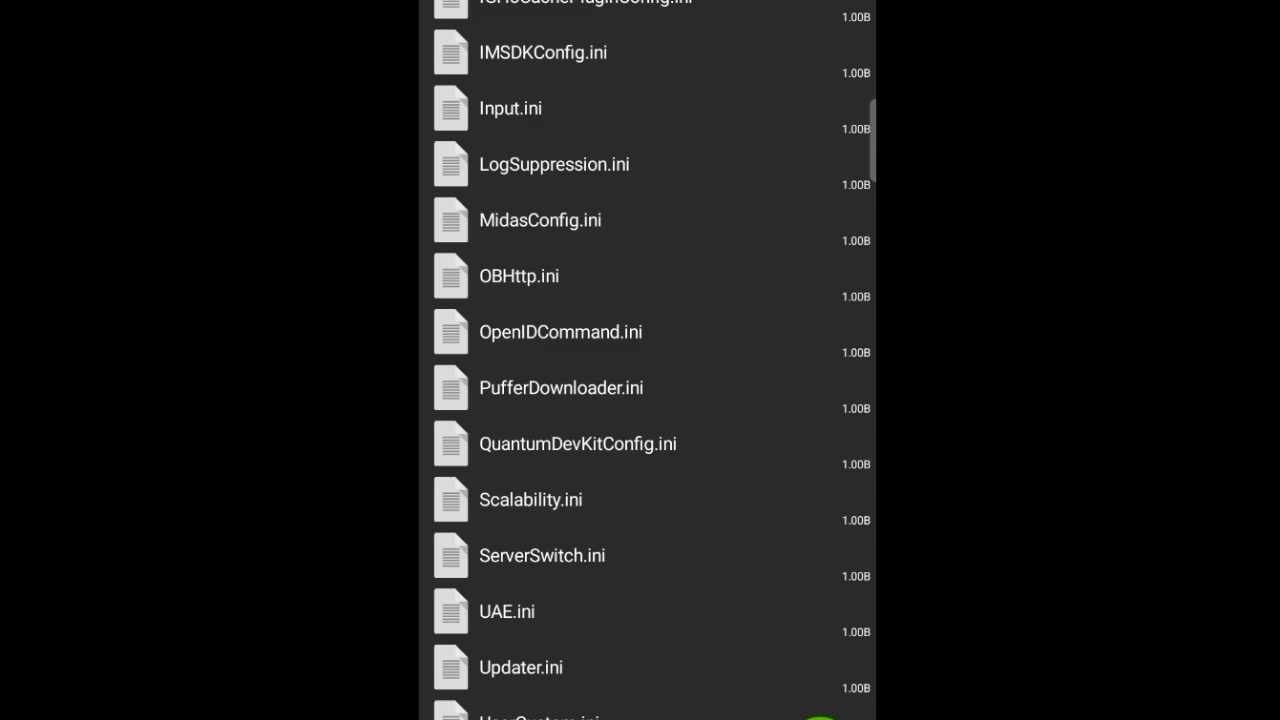 1.00B
IMSDKConfig.ini
1.00B
Input.ini
1.00B
LogSuppression.ini
1.00B
MidasConfig.ini
1.00B
OBHttp.ini
1.00B
OpenIDCommand.ini
1.00B
PufferDownloader.ini
1.00B
QuantumDevKitConfig.ini
1.00B
Scalability.ini
1.00B
ServerSwitch.ini
1.00B
UAE.ini
1.00B
Updater.ini
1.00B